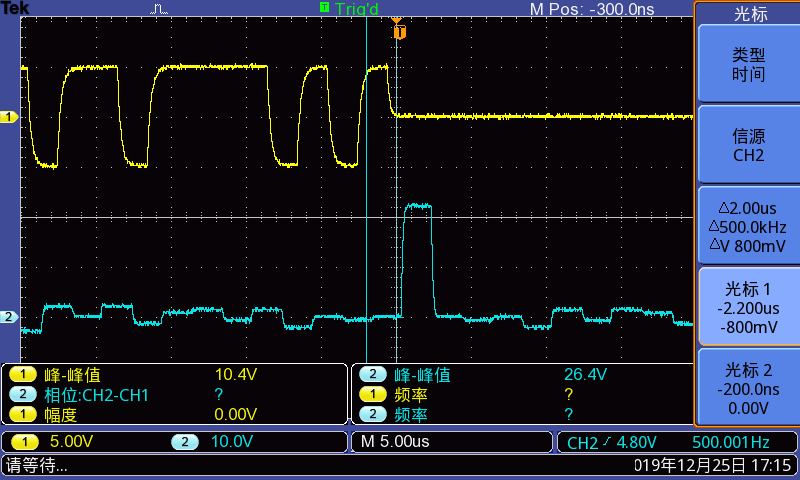 Tek
T Trig'd
M Pos: -300.0ns
光标
T
类型
时间
1
信源
CH2
△2.00us
△500.0kHz
△V 800mV
光标 1
-2.200us
-800mV
2
光标 2
-200.0ns
0.00V
1 峰-峰值 10.4V
2 相位:CH2-CH1 ?
1 幅度 0.00V
2 峰-峰值 26.4V
1 频率 ?
2 频率 ?
1 5.00V 2 10.0V M 5.00us CH2 4.80V 500.001Hz
请等待... 019年12月25日 17:15